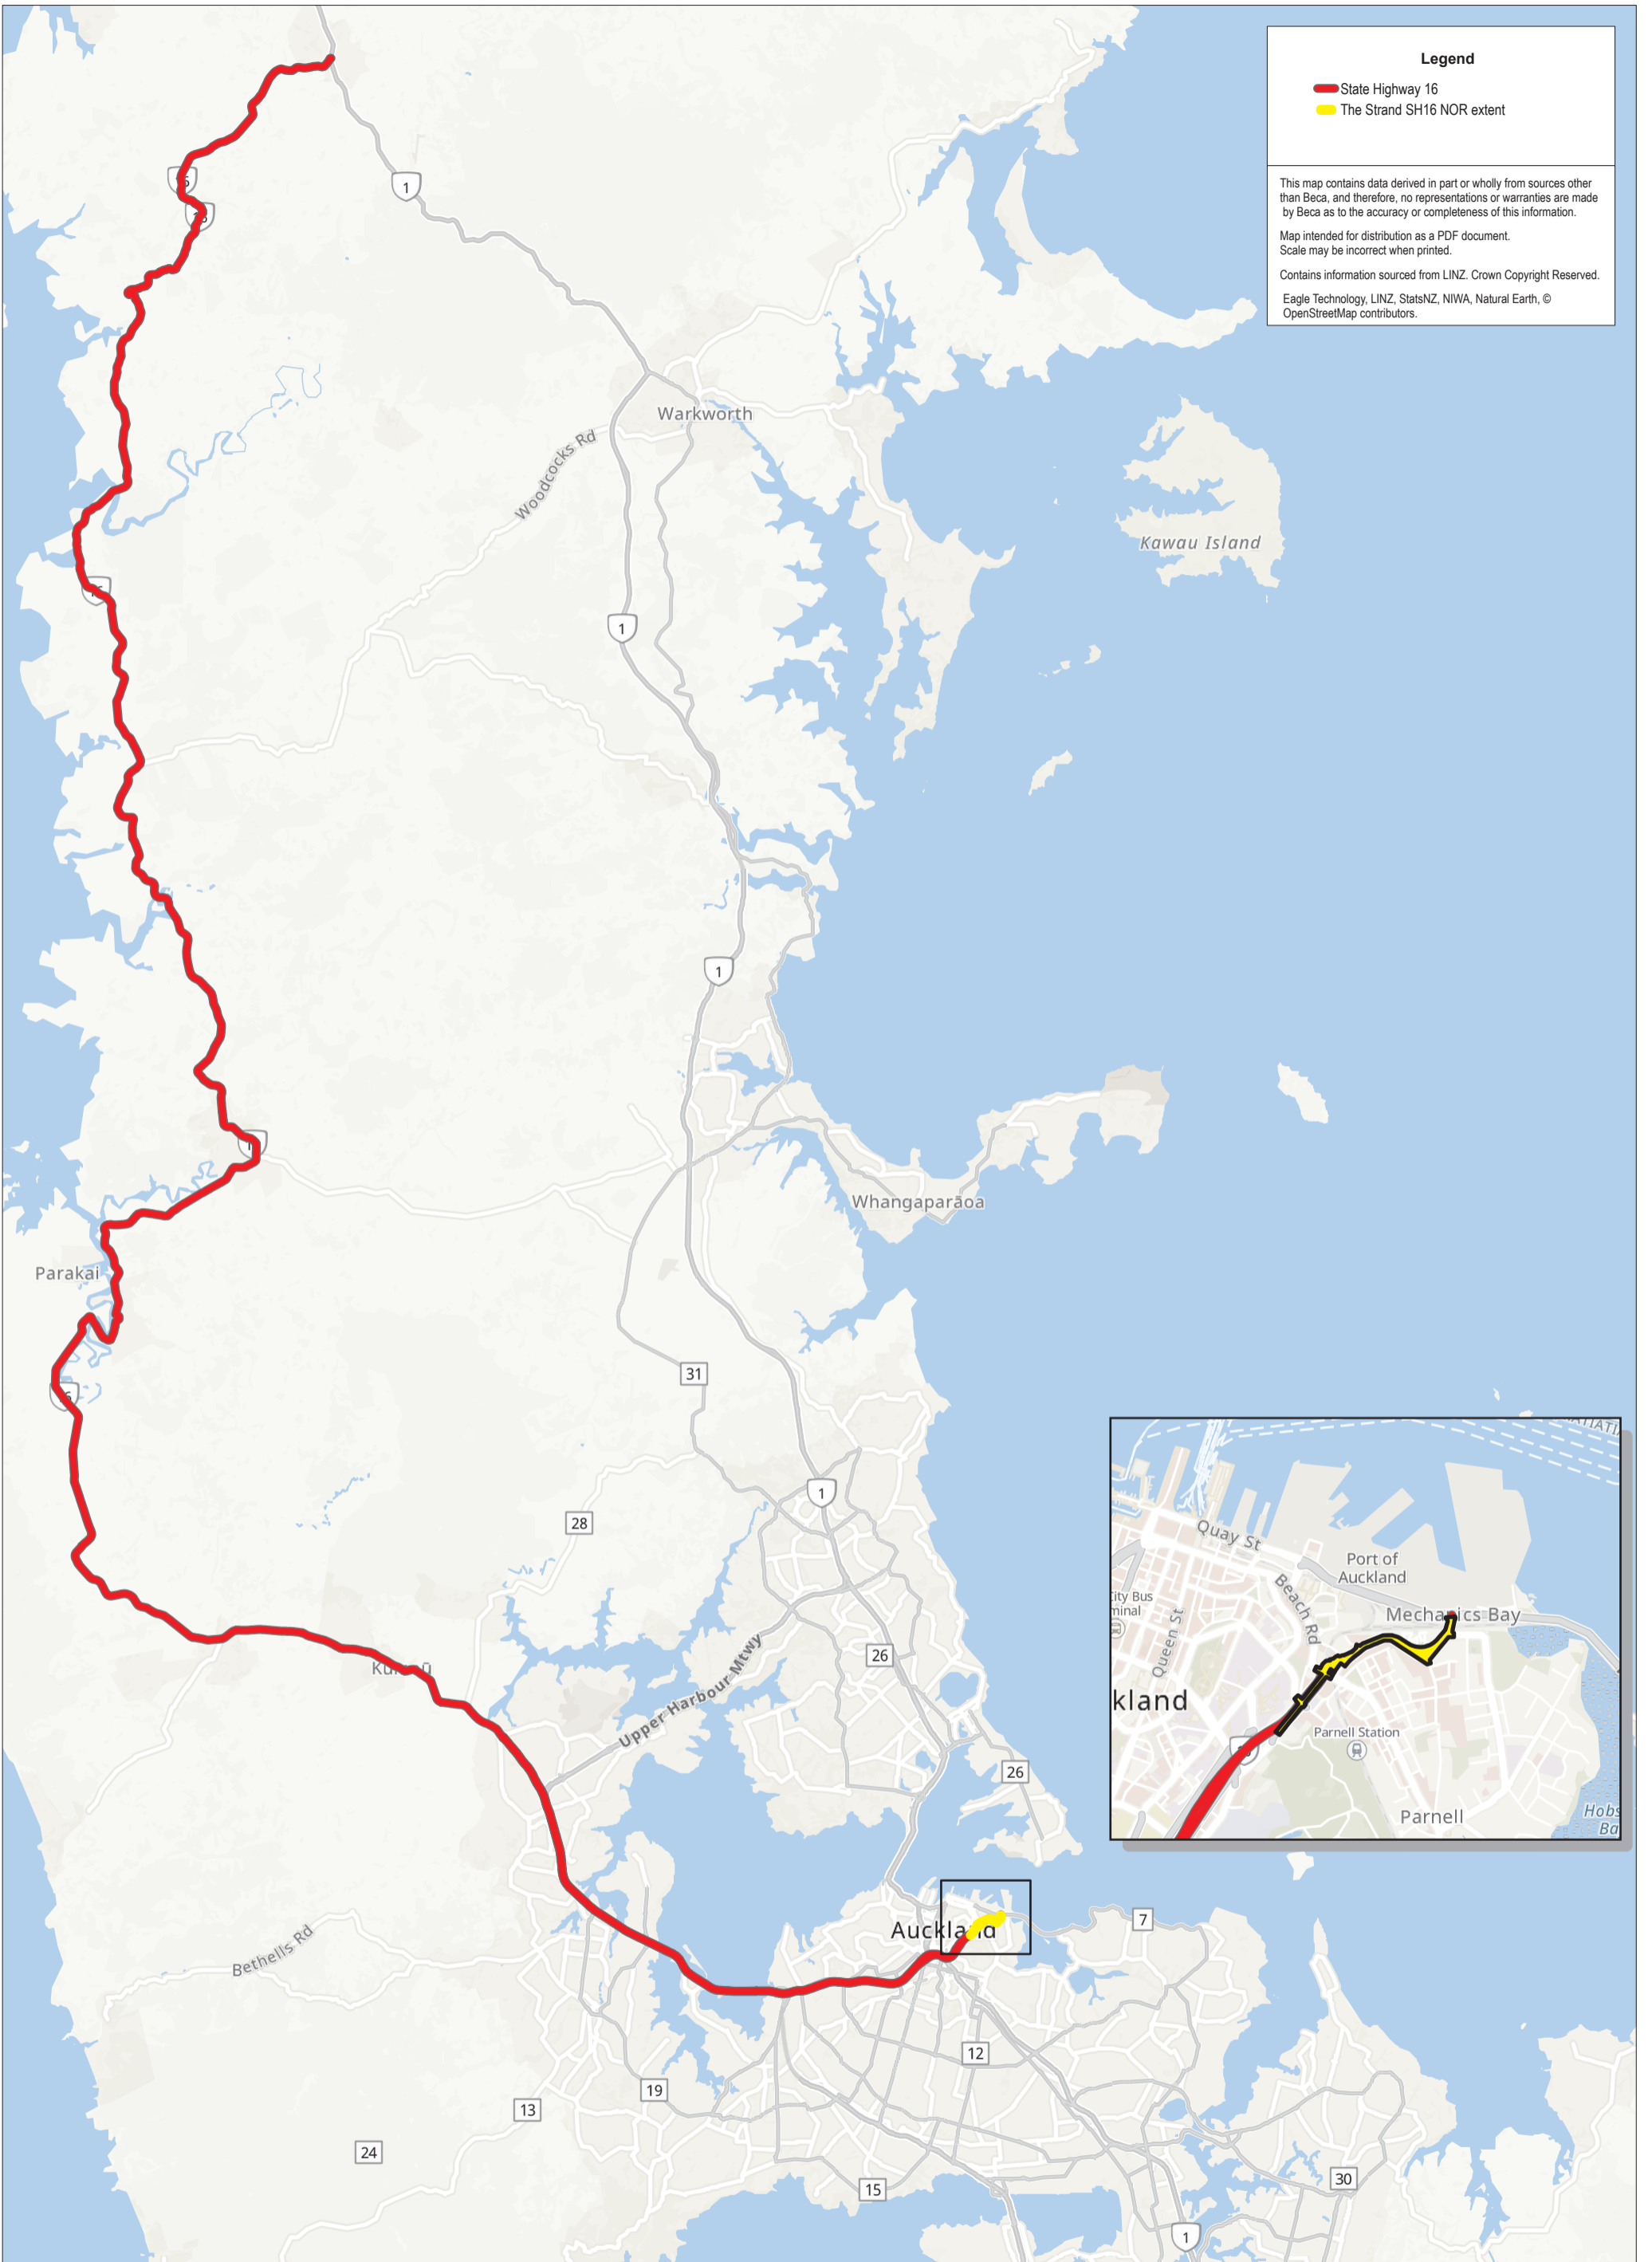 Legend
State Highway 16
The Strand SH16 NOR extent
This map contains data derived in part or wholly from sources other
than Beca, and therefore, no representations or warranties are made
by Beca as to the accuracy or completeness of this information.
Map intended for distribution as a PDF document.
Scale may be incorrect when printed.
Contains information sourced from LINZ. Crown Copyright Reserved.
Eagle Technology, LINZ, StatsNZ, NIWA, Natural Earth, ©
OpenStreetMap contributors.
1
Warkworth
Woodcocks Rd
Kawau Island
1
1
Whangaparāoa
Parakai
31
1
28
26
Upper Harbour Mtwy
26
Auckland
7
Bethells Rd
12
19
13
24
15
30
1
Quay St
Port of
Auckland
Beach Rd
Mechanics Bay
City Bus
Queen St
kland
Parnell Station
Parnell
Hobs
Ba